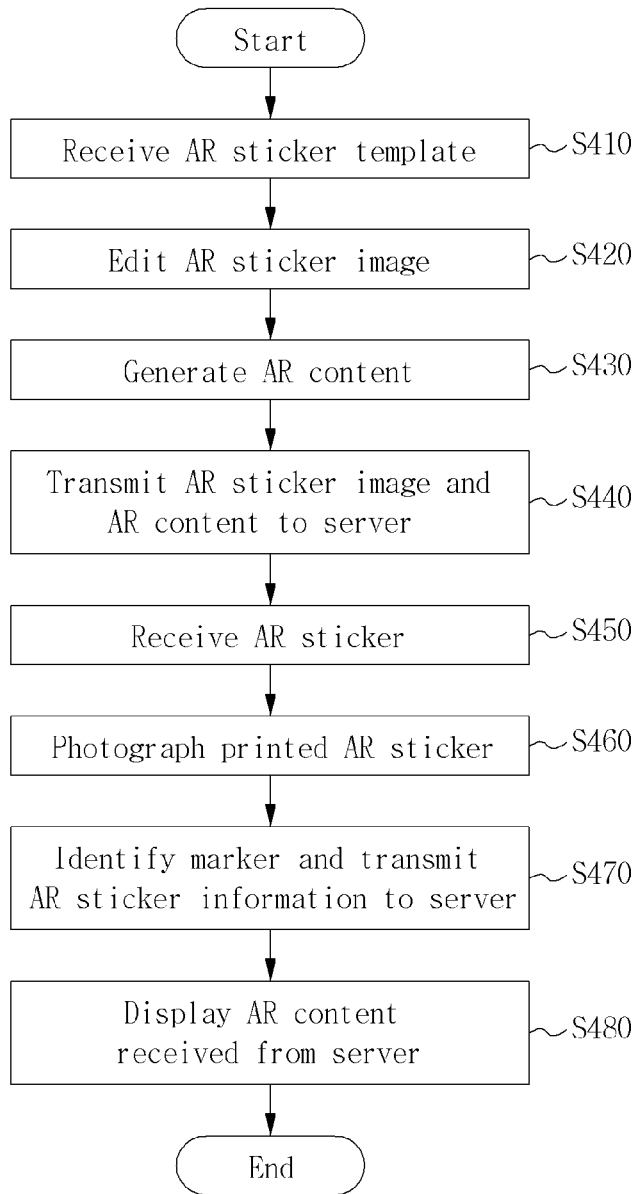 Start
Receive AR sticker template
S410
Edit AR sticker image
S420
Generate AR content
S430
Transmit AR sticker image and
AR content to server
S440
Receive AR sticker
S450
Photograph printed AR sticker
S460
Identify marker and transmit
AR sticker information to server
S470
Display AR content
received from server
S480
End